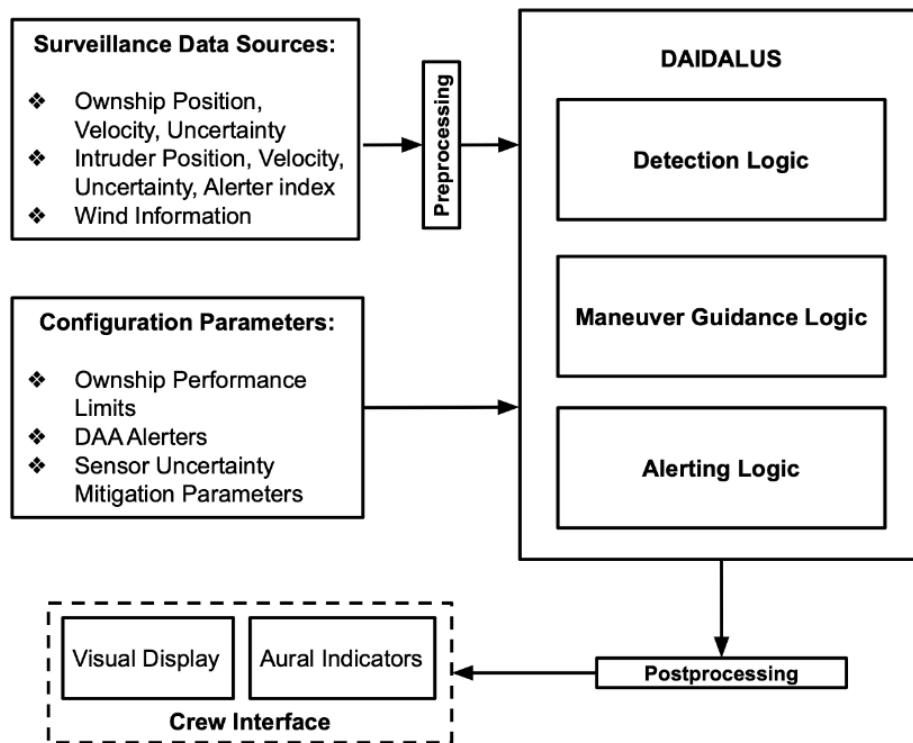 Surveillance Data Sources:
❖ Ownship Position,
Velocity, Uncertainty
❖ Intruder Position, Velocity,
Uncertainty, Alerter index
❖ Wind Information
Preprocessing
DAIDALUS
Detection Logic
Maneuver Guidance Logic
Alerting Logic
Configuration Parameters:
❖ Ownship Performance
Limits
❖ DAA Alerters
❖ Sensor Uncertainty
Mitigation Parameters
Postprocessing
Visual Display
Aural Indicators
Crew Interface